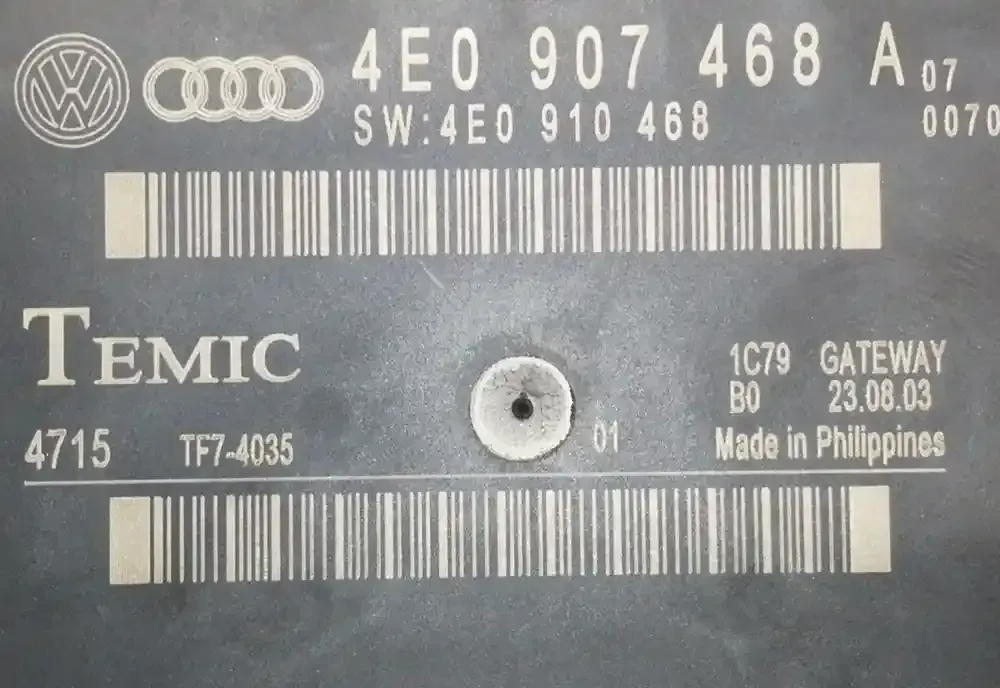 4E0 907 468 A 07
SW:4E0 910 468 0070
TEMIC
1C79 GATEWAY
B0 23.08.03
4715 TF7-4035 01 Made in Philippines